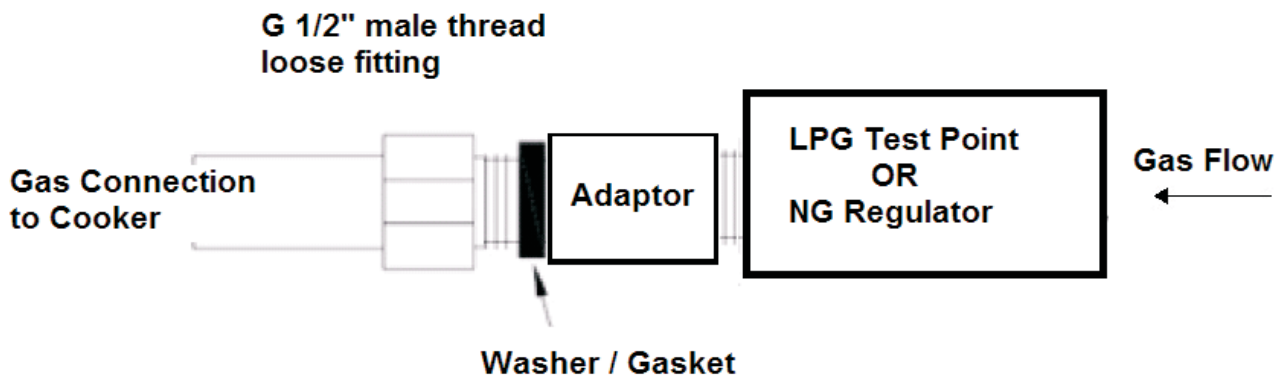 G 1/2" male thread
loose fitting
Gas Connection
to Cooker
Adaptor
LPG Test Point
OR
NG Regulator
Gas Flow
Washer / Gasket